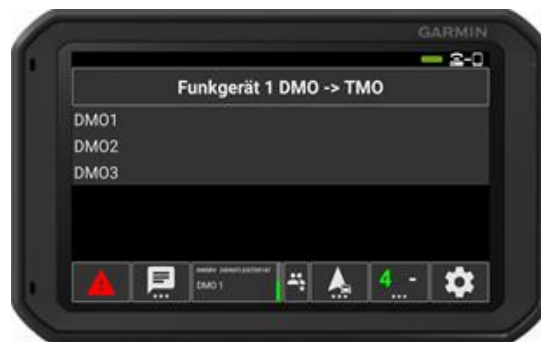 GARMIN
Funkgerät 1 DMO -> TMO
DMO1
DMO2
DMO3
DMO 1
4 -